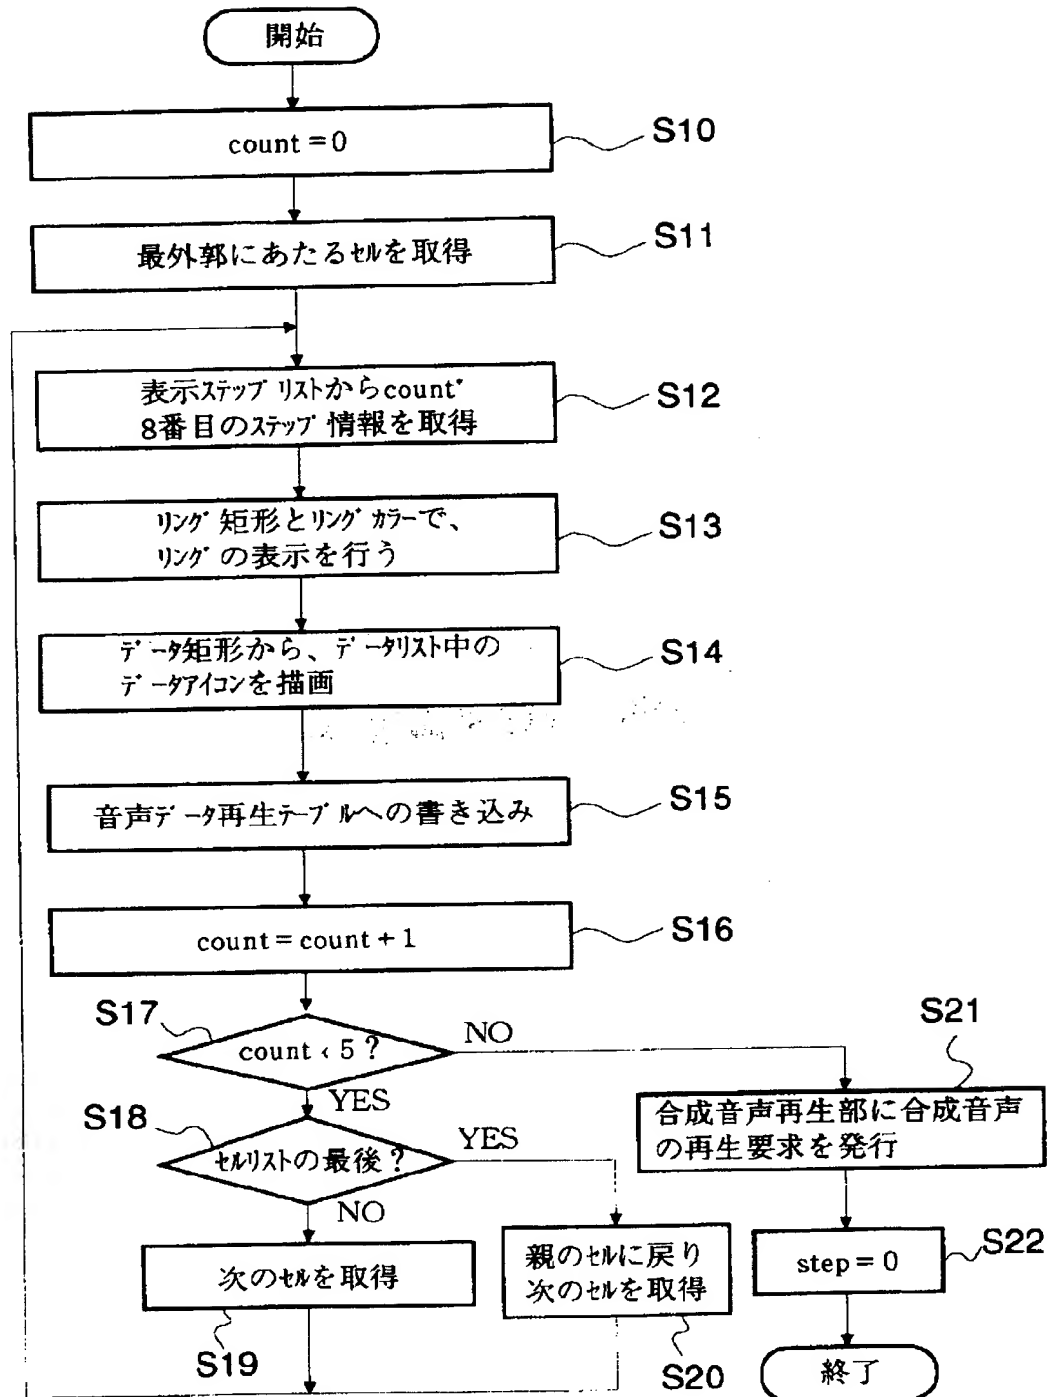 開始
count=0
S10
最外郭にあたるセルを取得
S11
表示ステップリストからcount*
8番目のステップ情報を取得
S12
リング矩形とリングカラーで、
リングの表示を行う
S13
データ矩形から、データリスト中の
データアイコンを描画
S14
音声データ再生テーブルへの書き込み
S15
count=count+1
S16
S17
count<5?
NO
YES
S21
合成音声再生部に合成音声
の再生要求を発行
S18
セルリストの最後?
YES
NO
次のセルを取得
S19
親のセルに戻り
次のセルを取得
S20
step=0
S22
終了